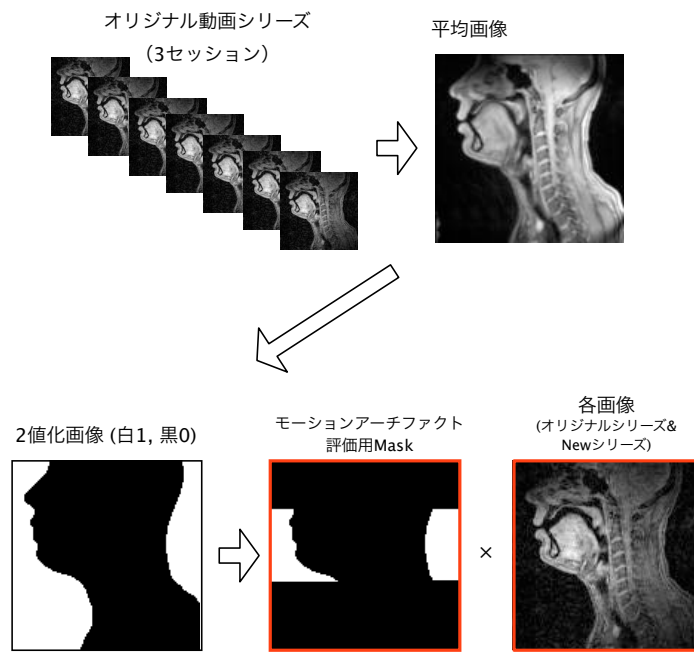 オリジナル動画シリーズ
（3セッション）
平均画像
2値化画像 (白1, 黒0)
モーションアーチファクト
評価用Mask
各画像
(オリジナルシリーズ&
Newシリーズ)
×